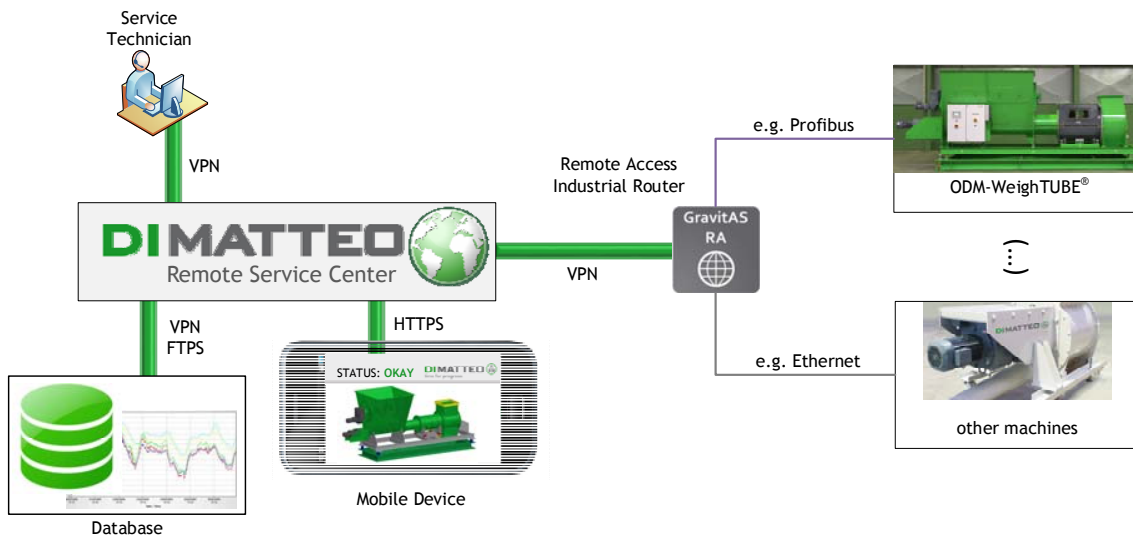 Service
Technician
VPN
DIMATTEO
Remote Service Center
VPN
FTPS
Database
HTTPS
STATUS: OKAY DIMATTEO
Mobile Device
VPN
Remote Access
Industrial Router
GravitAS
RA
e.g. Profibus
ODM-WeighTUBE®
(...)
e.g. Ethernet
DIMATTEO
other machines